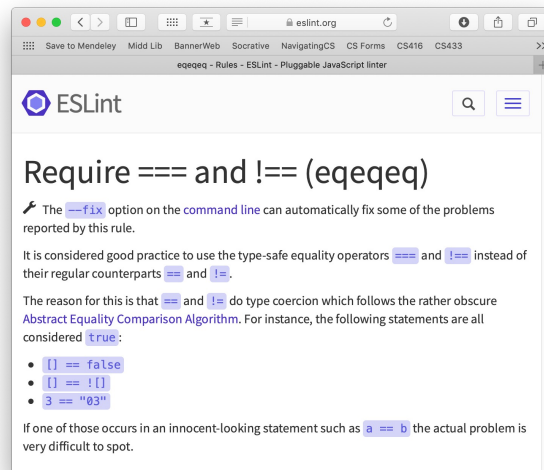 eslint.org
Save to Mendeley Midd Lib BannerWeb Socrative NavigatingCS CS Forms CS416 CS433 >>
eqeqeq - Rules - ESLint - Pluggable JavaScript linter +
ESLint
Require === and !== (eqeqeq)
The --fix option on the command line can automatically fix some of the problems
reported by this rule.
It is considered good practice to use the type-safe equality operators === and !== instead of
their regular counterparts == and !=.
The reason for this is that == and != do type coercion which follows the rather obscure
Abstract Equality Comparison Algorithm. For instance, the following statements are all
considered true:
• [] == false
• [] == ![]
• 3 == "03"
If one of those occurs in an innocent-looking statement such as a == b the actual problem is
very difficult to spot.